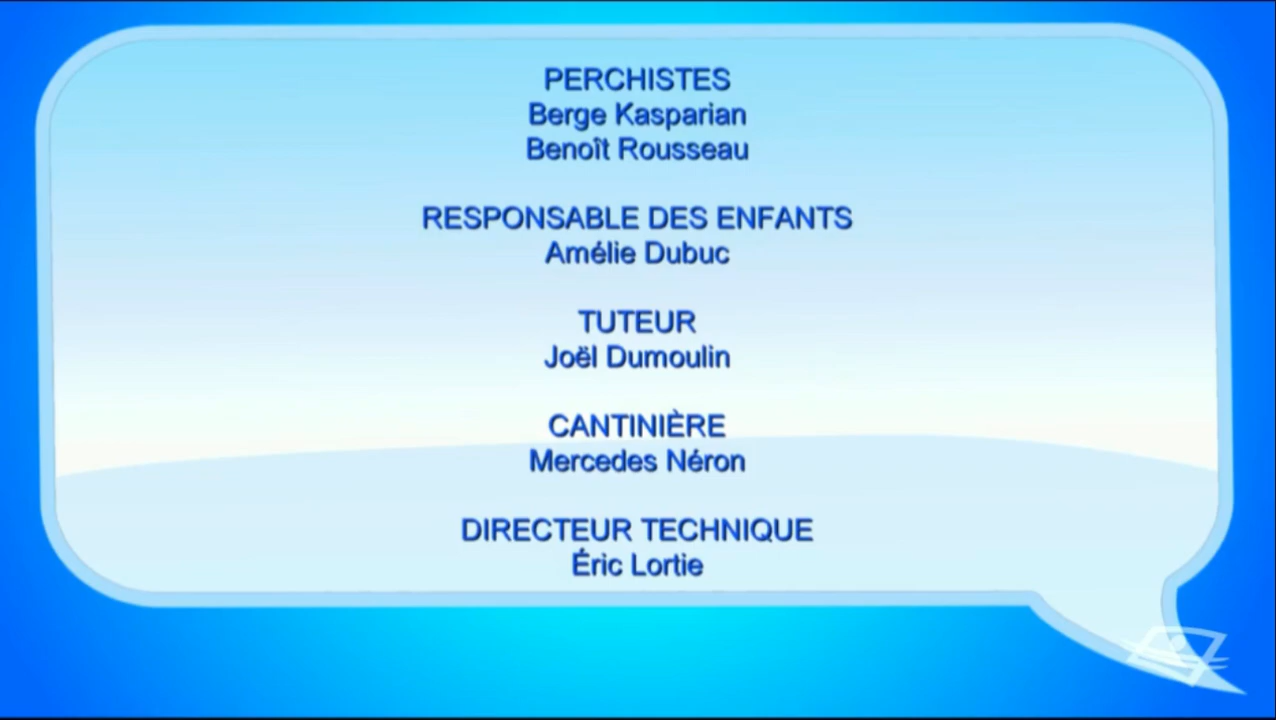 PERCHISTES
Berge Kasparian
Benoît Rousseau
RESPONSABLE DES ENFANTS
Amélie Dubuc
TUTEUR
Joël Dumoulin
CANTINIÈRE
Mercedes Néron
DIRECTEUR TECHNIQUE
Éric Lortie